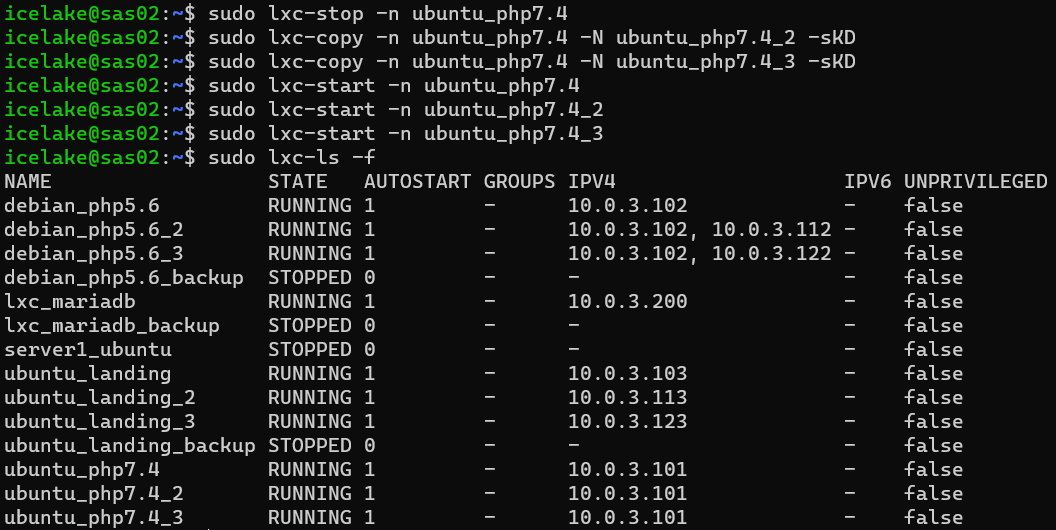 icelake@sas02:~$ sudo lxc-stop -n ubuntu_php7.4
icelake@sas02:~$ sudo lxc-copy -n ubuntu_php7.4 -N ubuntu_php7.4_2 -sKD
icelake@sas02:~$ sudo lxc-copy -n ubuntu_php7.4 -N ubuntu_php7.4_3 -sKD
icelake@sas02:~$ sudo lxc-start -n ubuntu_php7.4
icelake@sas02:~$ sudo lxc-start -n ubuntu_php7.4_2
icelake@sas02:~$ sudo lxc-start -n ubuntu_php7.4_3
icelake@sas02:~$ sudo lxc-ls -f
NAME                  STATE   AUTOSTART GROUPS IPV4                   IPV6 UNPRIVILEGED
debian_php5.6         RUNNING 1         -      10.0.3.102             -    false
debian_php5.6_2       RUNNING 1         -      10.0.3.102, 10.0.3.112 -    false
debian_php5.6_3       RUNNING 1         -      10.0.3.102, 10.0.3.122 -    false
debian_php5.6_backup  STOPPED 0         -      -                      -    false
lxc_mariadb           RUNNING 1         -      10.0.3.200             -    false
lxc_mariadb_backup    STOPPED 0         -      -                      -    false
server1_ubuntu        STOPPED 0         -      -                      -    false
ubuntu_landing        RUNNING 1         -      10.0.3.103             -    false
ubuntu_landing_2      RUNNING 1         -      10.0.3.113             -    false
ubuntu_landing_3      RUNNING 1         -      10.0.3.123             -    false
ubuntu_landing_backup STOPPED 0         -      -                      -    false
ubuntu_php7.4         RUNNING 1         -      10.0.3.101             -    false
ubuntu_php7.4_2       RUNNING 1         -      10.0.3.101             -    false
ubuntu_php7.4_3       RUNNING 1         -      10.0.3.101             -    false